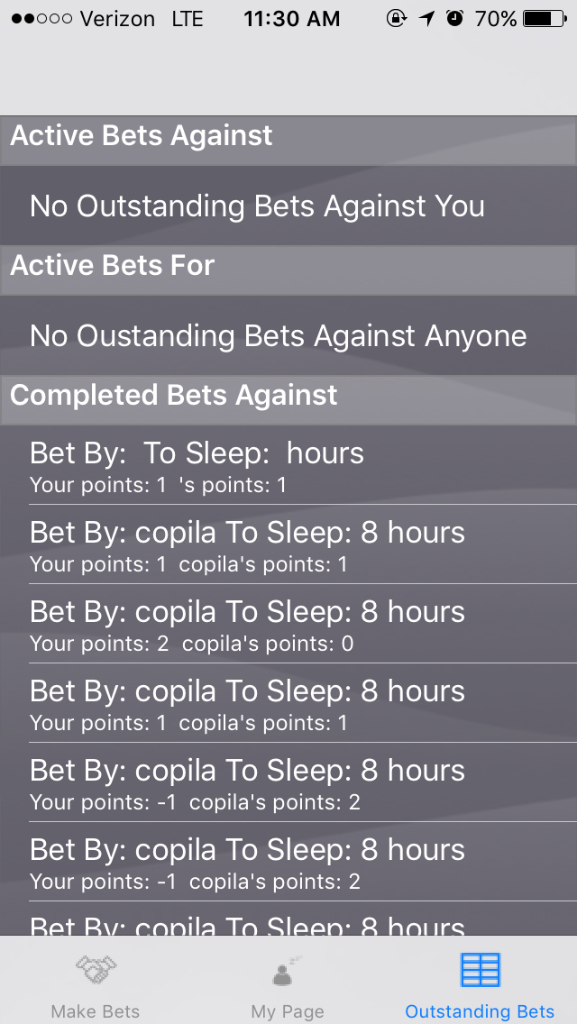 Verizon LTE 11:30 AM 70%
Active Bets Against
No Outstanding Bets Against You
Active Bets For
No Oustanding Bets Against Anyone
Completed Bets Against
Bet By:  To Sleep:  hours
Your points: 1  's points: 1
Bet By: copila To Sleep: 8 hours
Your points: 1  copila's points: 1
Bet By: copila To Sleep: 8 hours
Your points: 2  copila's points: 0
Bet By: copila To Sleep: 8 hours
Your points: 1  copila's points: 1
Bet By: copila To Sleep: 8 hours
Your points: -1  copila's points: 2
Bet By: copila To Sleep: 8 hours
Your points: -1  copila's points: 2
Bet By: copila To Sleep: 8 hours
Make Bets My Page Outstanding Bets